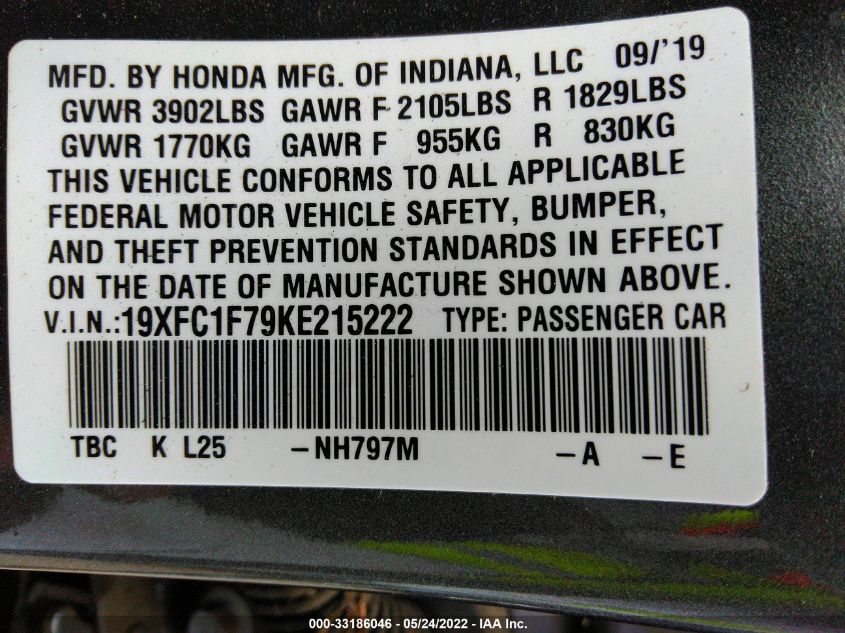 MFD. BY HONDA MFG. OF INDIANA, LLC 09/'19
GVWR 3902LBS GAWR F 2105LBS R 1829LBS
GVWR 1770KG GAWR F 955KG R 830KG
THIS VEHICLE CONFORMS TO ALL APPLICABLE
FEDERAL MOTOR VEHICLE SAFETY, BUMPER,
AND THEFT PREVENTION STANDARDS IN EFFECT
ON THE DATE OF MANUFACTURE SHOWN ABOVE.
V.I.N.:19XFC1F79KE215222 TYPE: PASSENGER CAR
TBC K L25 -NH797M -A -E
000-33186046 - 05/24/2022 - IAA Inc.